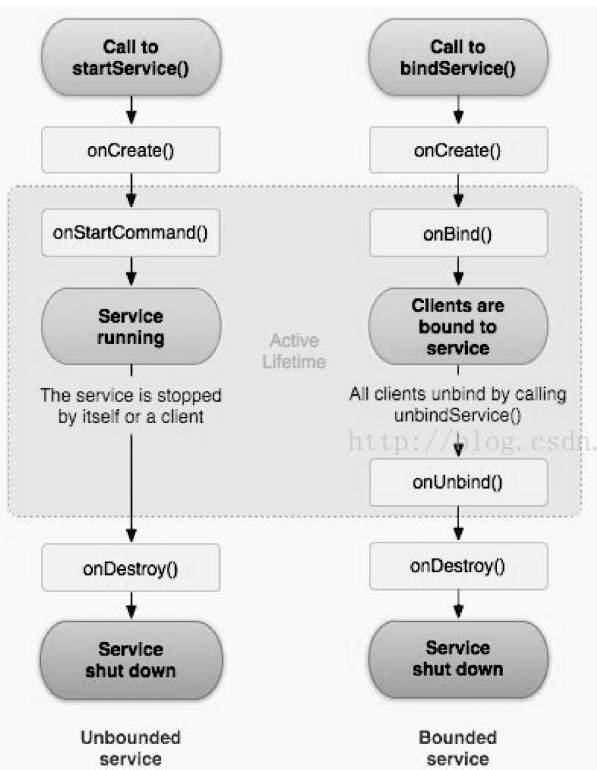 Call to
startService()
onCreate()
onStartCommand()
Service
running
The service is stopped
by itself or a client
onDestroy()
Service
shut down
Unbounded
service
Active
Lifetime
Call to
bindService()
onCreate()
onBind()
Clients are
bound to
service
All clients unbind by calling
unbindService()
http://blog.csdn.
onUnbind()
onDestroy()
Service
shut down
Bounded
service